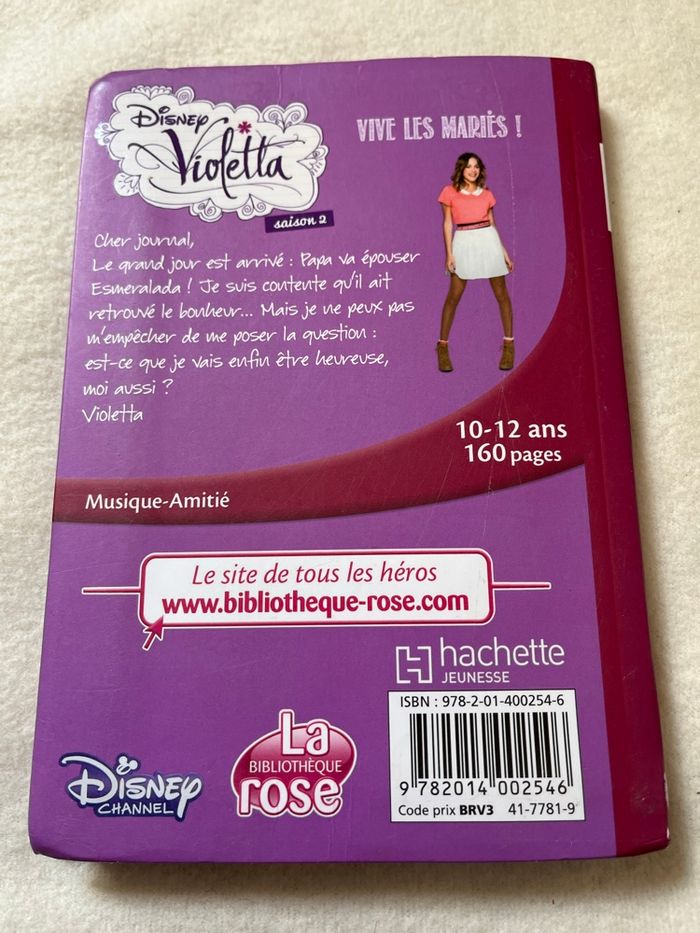 Disney
Violetta
saison 2
VIVE LES MARIÈS !
Cher journal,
Le grand jour est arrivé : Papa va épouser
Esmeralada ! Je suis contente qu'il ait
retrouvé le bonheur... Mais je ne peux pas
m'empêcher de me poser la question :
est-ce que je vais enfin être heureuse,
moi aussi ?
Violetta
10-12 ans
160 pages
Musique-Amitié
Le site de tous les héros
www.bibliotheque-rose.com
hachette
JEUNESSE
ISBN : 978-2-01-400254-6
9 782014 002546
Code prix BRV3 41-7781-9
La
BIBLIOTHÈQUE
rose
Disney
CHANNEL